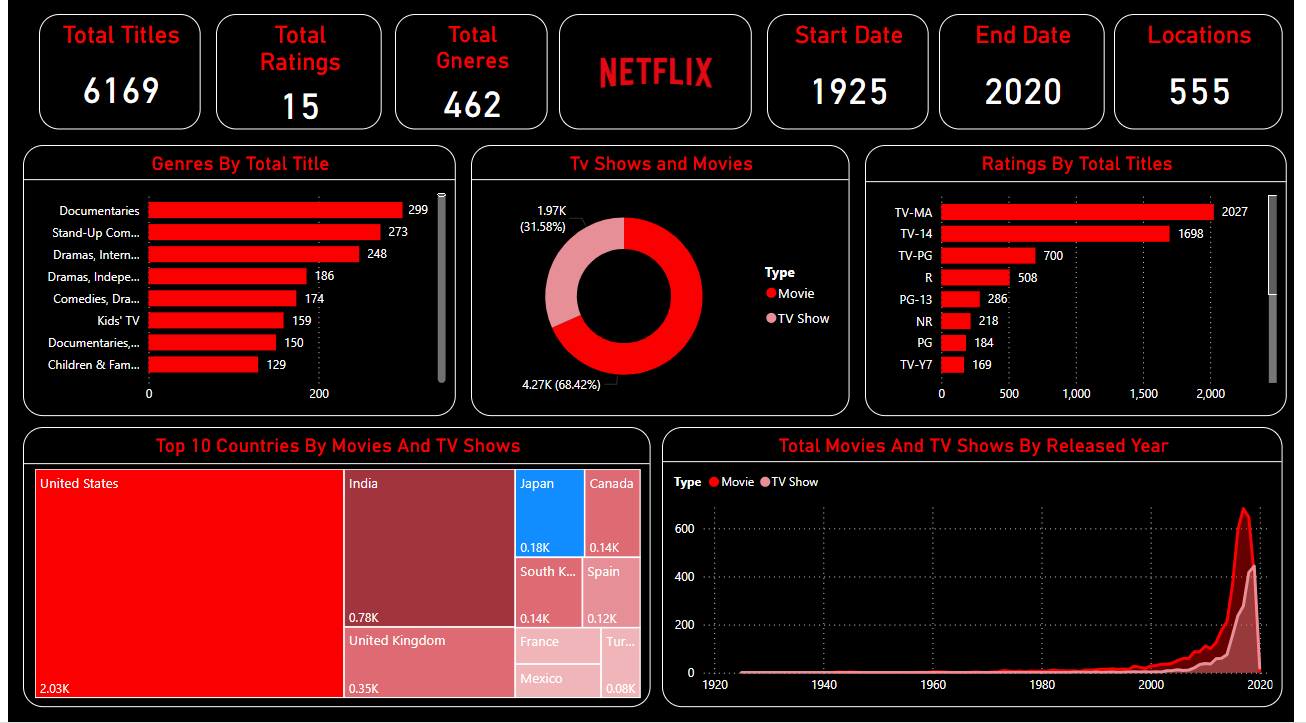 Total Titles
6169
Total
Ratings
15
Total
Gneres
462
NETFLIX
Start Date
1925
End Date
2020
Locations
555
Genres By Total Title
Documentaries 299
Stand-Up Com... 273
Dramas, Intern... 248
Dramas, Indepe... 186
Comedies, Dra... 174
Kids' TV 159
Documentaries,... 150
Children & Fam... 129
0 200
Tv Shows and Movies
1.97K
(31.58%)
4.27K (68.42%)
Type
Movie
TV Show
Ratings By Total Titles
TV-MA 2027
TV-14 1698
TV-PG 700
R 508
PG-13 286
NR 218
PG 184
TV-Y7 169
0 500 1,000 1,500 2,000
Top 10 Countries By Movies And TV Shows
United States
2.03K
India
0.78K
United Kingdom
0.35K
Japan
0.18K
Canada
0.14K
South K...
0.14K
Spain
0.12K
France
Mexico
Tur...
0.08K
Total Movies And TV Shows By Released Year
Type Movie TV Show
600
400
200
0
1920 1940 1960 1980 2000 2020